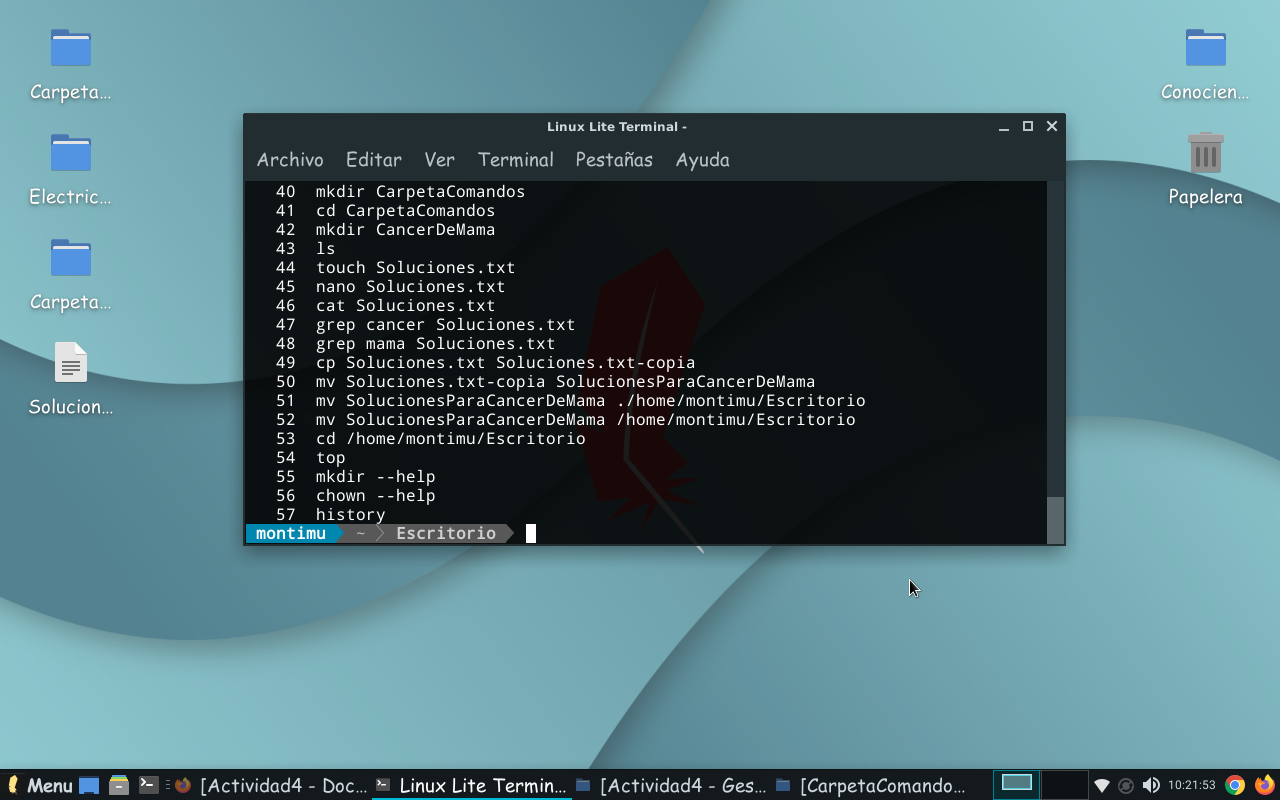 Carpeta...
Electric...
Carpeta...
Solucion...
Conocien...
Papelera
Linux Lite Terminal -
Archivo Editar Ver Terminal Pestañas Ayuda
40 mkdir CarpetaComandos
41 cd CarpetaComandos
42 mkdir CancerDeMama
43 ls
44 touch Soluciones.txt
45 nano Soluciones.txt
46 cat Soluciones.txt
47 grep cancer Soluciones.txt
48 grep mama Soluciones.txt
49 cp Soluciones.txt Soluciones.txt-copia
50 mv Soluciones.txt-copia SolucionesParaCancerDeMama
51 mv SolucionesParaCancerDeMama ./home/montimu/Escritorio
52 mv SolucionesParaCancerDeMama /home/montimu/Escritorio
53 cd /home/montimu/Escritorio
54 top
55 mkdir --help
56 chown --help
57 history
montimu ~ Escritorio
Menu [Actividad4 - Doc... Linux Lite Termin... [Actividad4 - Ges... [CarpetaComando... 10:21:53